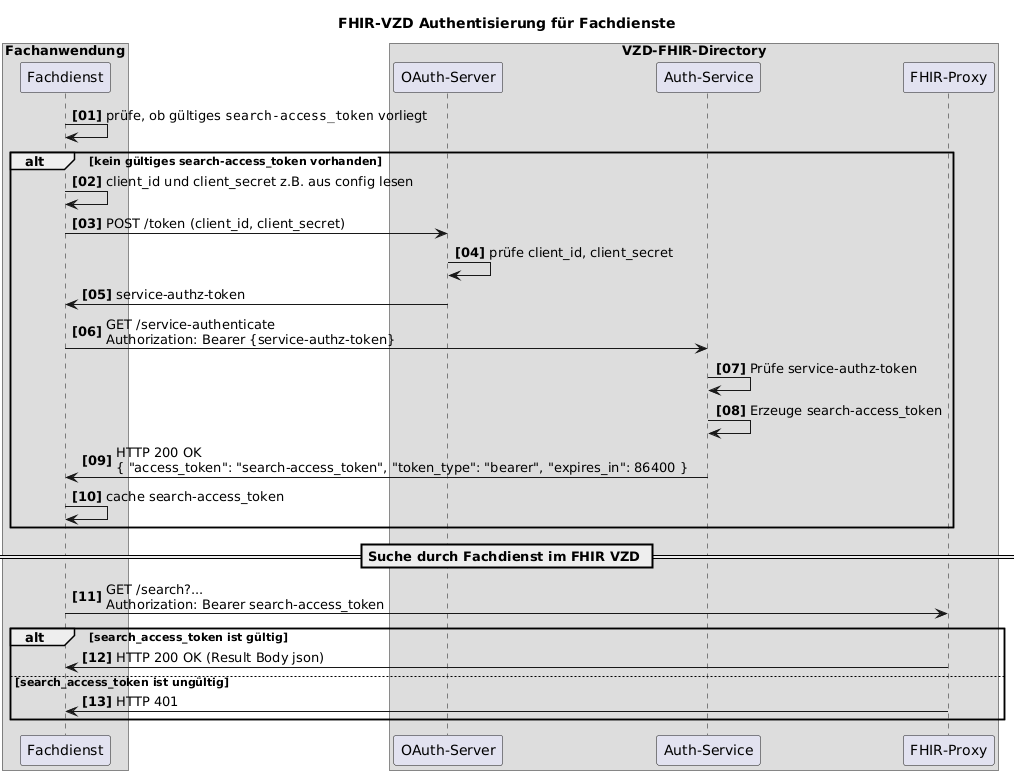 FHIR-VZD Authentisierung für Fachdienste
Fachanwendung
VZD-FHIR-Directory
Fachdienst
OAuth-Server
Auth-Service
FHIR-Proxy
[01] prüfe, ob gültiges search-access_token vorliegt
alt [kein gültiges search-access_token vorhanden]
[02] client_id und client_secret z.B. aus config lesen
[03] POST /token (client_id, client_secret)
[04] prüfe client_id, client_secret
[05] service-authz-token
[06] GET /service-authenticate
Authorization: Bearer {service-authz-token}
[07] Prüfe service-authz-token
[08] Erzeuge search-access_token
[09] HTTP 200 OK
{ "access_token": "search-access_token", "token_type": "bearer", "expires_in": 86400 }
[10] cache search-access_token
Suche durch Fachdienst im FHIR VZD
[11] GET /search?...
Authorization: Bearer search-access_token
alt [search_access_token ist gültig]
[12] HTTP 200 OK (Result Body json)
[search_access_token ist ungültig]
[13] HTTP 401
Fachdienst
OAuth-Server
Auth-Service
FHIR-Proxy